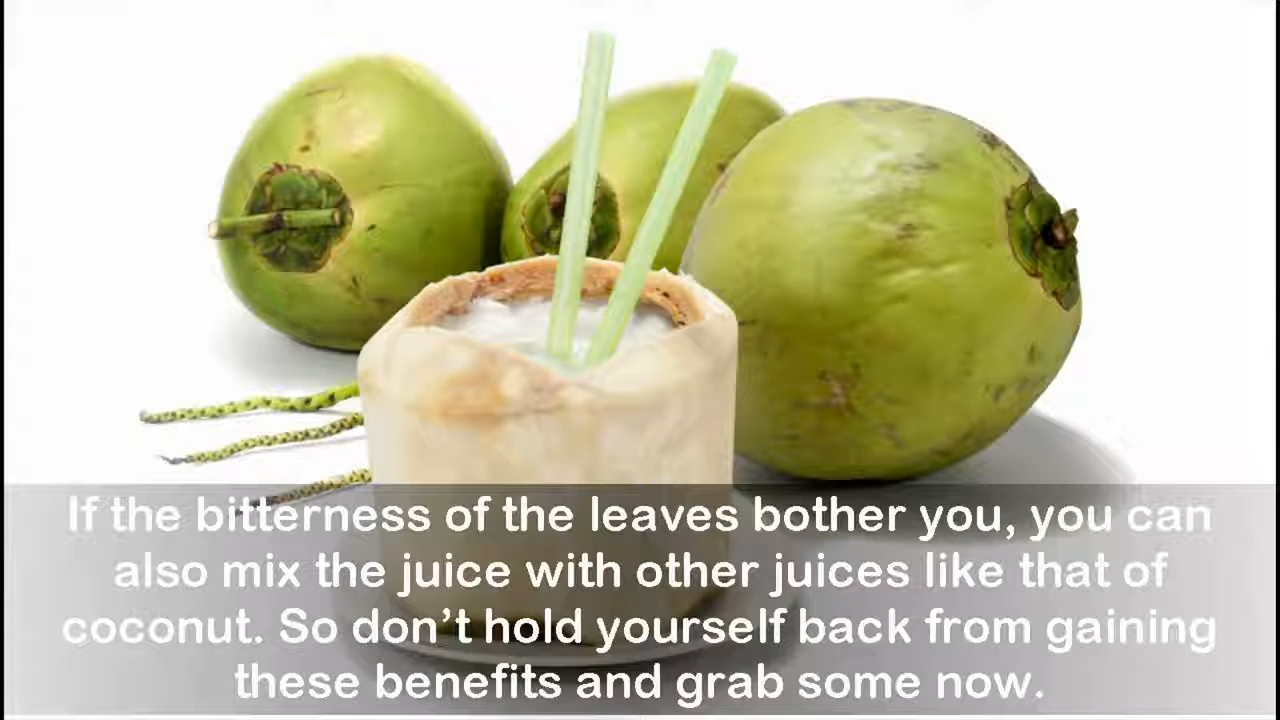 If the bitterness of the leaves bother you, you can
also mix the juice with other juices like that of
coconut. So don’t hold yourself back from gaining
these benefits and grab some now.